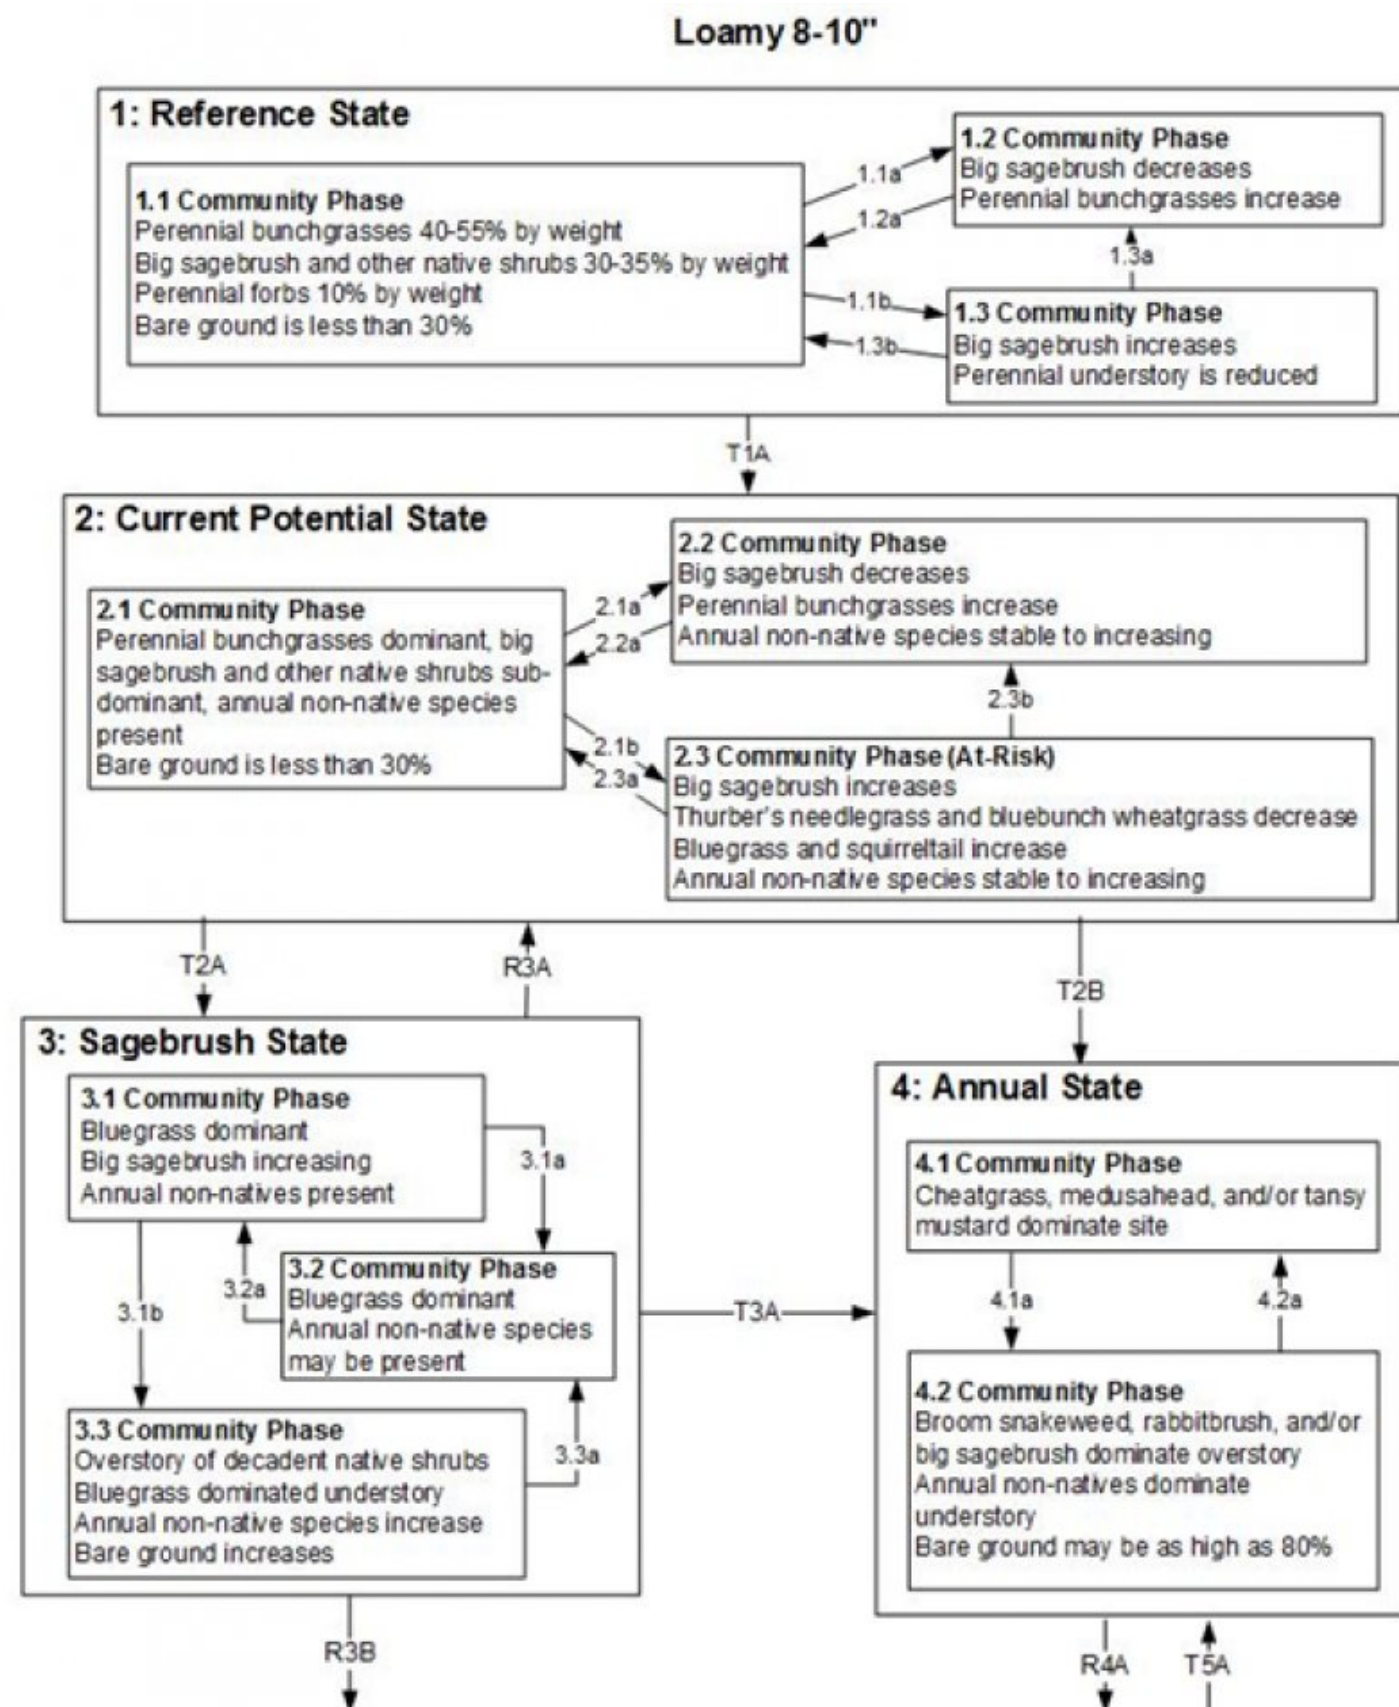 Loamy 8-10"
1: Reference State
1.1 Community Phase
Perennial bunchgrasses 40-55% by weight
Big sagebrush and other native shrubs 30-35% by weight
Perennial forbs 10% by weight
Bare ground is less than 30%
1.1a
1.2a
1.2 Community Phase
Big sagebrush decreases
Perennial bunchgrasses increase
1.3a
1.1b
1.3b
1.3 Community Phase
Big sagebrush increases
Perennial understory is reduced
T1A
2: Current Potential State
2.1 Community Phase
Perennial bunchgrasses dominant, big
sagebrush and other native shrubs sub-
dominant, annual non-native species
present
Bare ground is less than 30%
2.1a
2.2a
2.2 Community Phase
Big sagebrush decreases
Perennial bunchgrasses increase
Annual non-native species stable to increasing
2.3b
2.1b
2.3a
2.3 Community Phase (At-Risk)
Big sagebrush increases
Thurber's needlegrass and bluebunch wheatgrass decrease
Bluegrass and squirreltail increase
Annual non-native species stable to increasing
T2A
R3A
T2B
3: Sagebrush State
3.1 Community Phase
Bluegrass dominant
Big sagebrush increasing
Annual non-natives present
3.1a
3.1b
3.2a
3.2 Community Phase
Bluegrass dominant
Annual non-native species
may be present
3.3 Community Phase
Overstory of decadent native shrubs
Bluegrass dominated understory
Annual non-native species increase
Bare ground increases
3.3a
T3A
4: Annual State
4.1 Community Phase
Cheatgrass, medusahead, and/or tansy
mustard dominate site
4.1a
4.2a
4.2 Community Phase
Broom snakeweed, rabbitbrush, and/or
big sagebrush dominate overstory
Annual non-natives dominate
understory
Bare ground may be as high as 80%
R3B
R4A
T5A